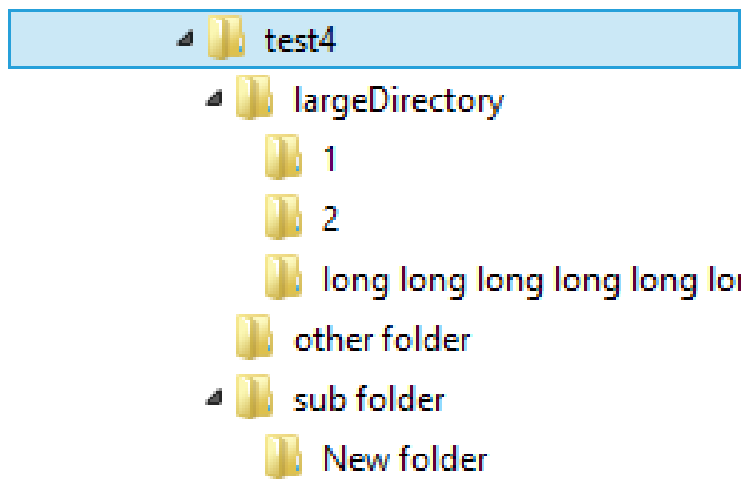 test4
largeDirectory
1
2
long long long long long
other folder
sub folder
New folder